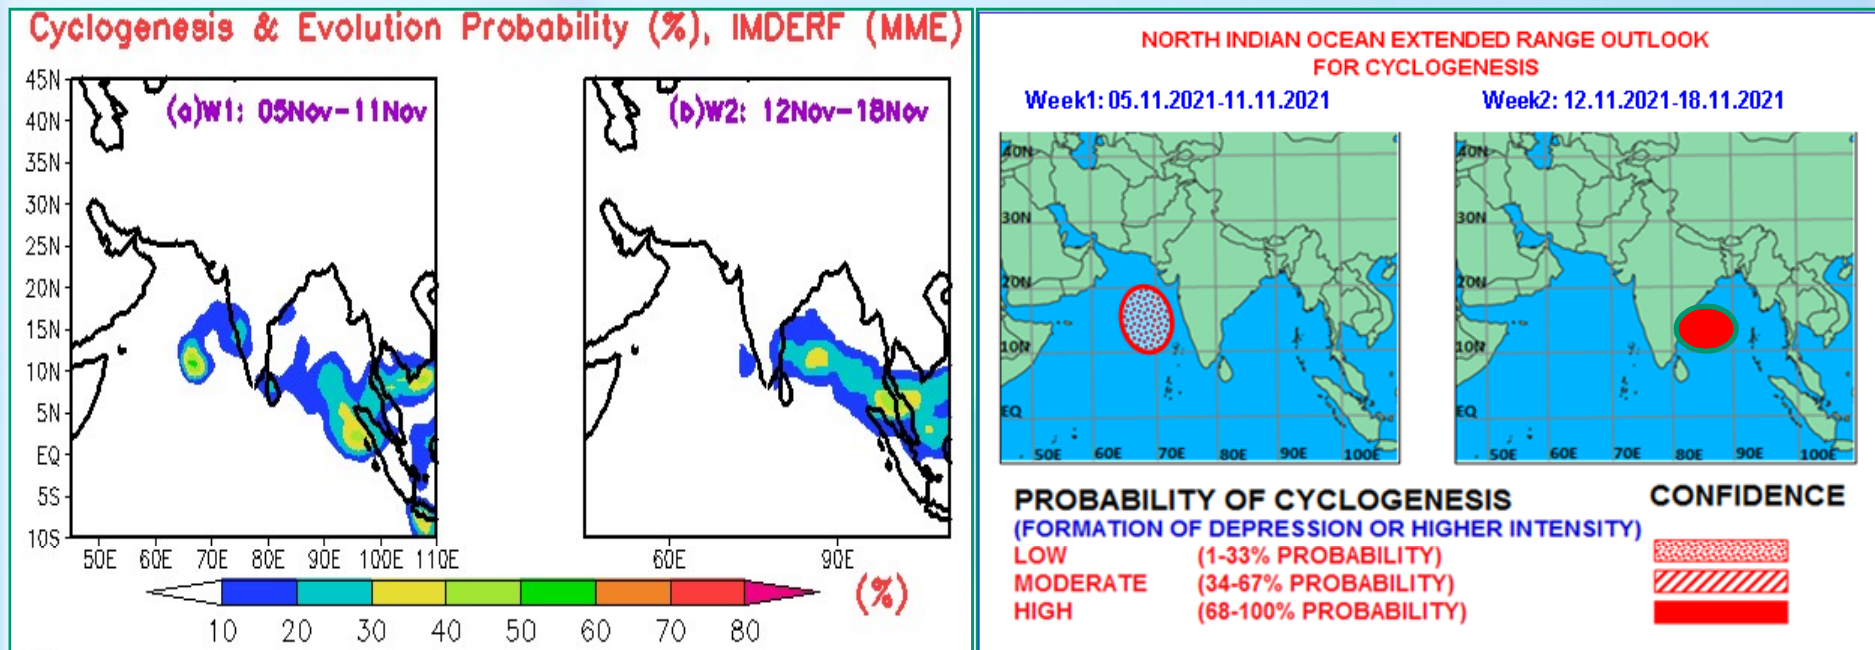 Cyclogenesis & Evolution Probability (%), IMDERF (MME)
(a)W1: 05Nov-11Nov
(b)W2: 12Nov-18Nov
45N
40N
35N
30N
25N
20N
15N
10N
5N
EQ
5S
10S
50E 60E 70E 80E 90E 100E 110E
60E 90E
10 20 30 40 50 60 70 80
(%)
NORTH INDIAN OCEAN EXTENDED RANGE OUTLOOK
FOR CYCLOGENESIS
Week1: 05.11.2021-11.11.2021
Week2: 12.11.2021-18.11.2021
40N
30N
20N
10N
EQ
50E 60E 70E 80E 90E 100E
40N
30N
20N
10N
EQ
50E 60E 70E 80E 90E 100E
PROBABILITY OF CYCLOGENESIS CONFIDENCE
(FORMATION OF DEPRESSION OR HIGHER INTENSITY)
LOW (1-33% PROBABILITY)
MODERATE (34-67% PROBABILITY)
HIGH (68-100% PROBABILITY)